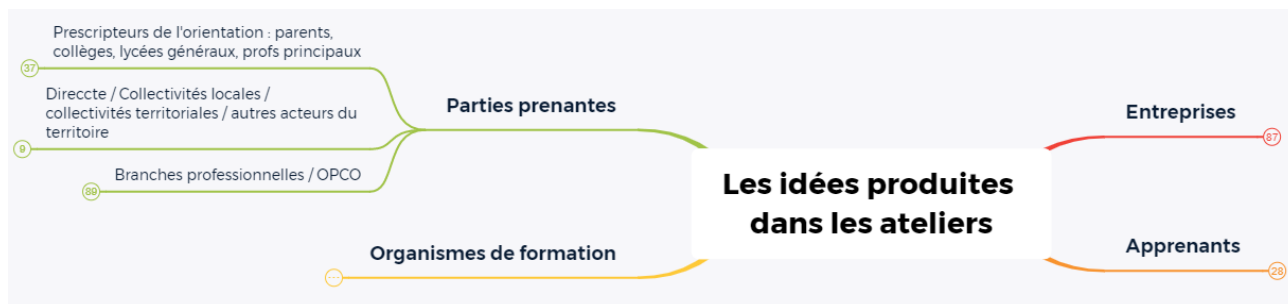 Prescripteurs de l'orientation : parents,
collèges, lycées généraux, profs principaux
37
Direccte / Collectivités locales /
collectivités territoriales / autres acteurs du
territoire
9
Branches professionnelles / OPCO
89
Parties prenantes
Organismes de formation
...
Les idées produites
dans les ateliers
Entreprises
87
Apprenants
28